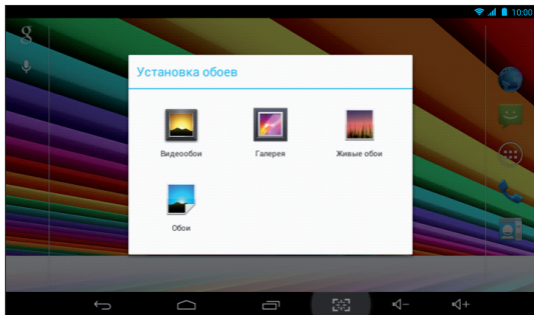 10:00
g
Установка обоев
Видеообои
Галерея
Живые обои
Обои